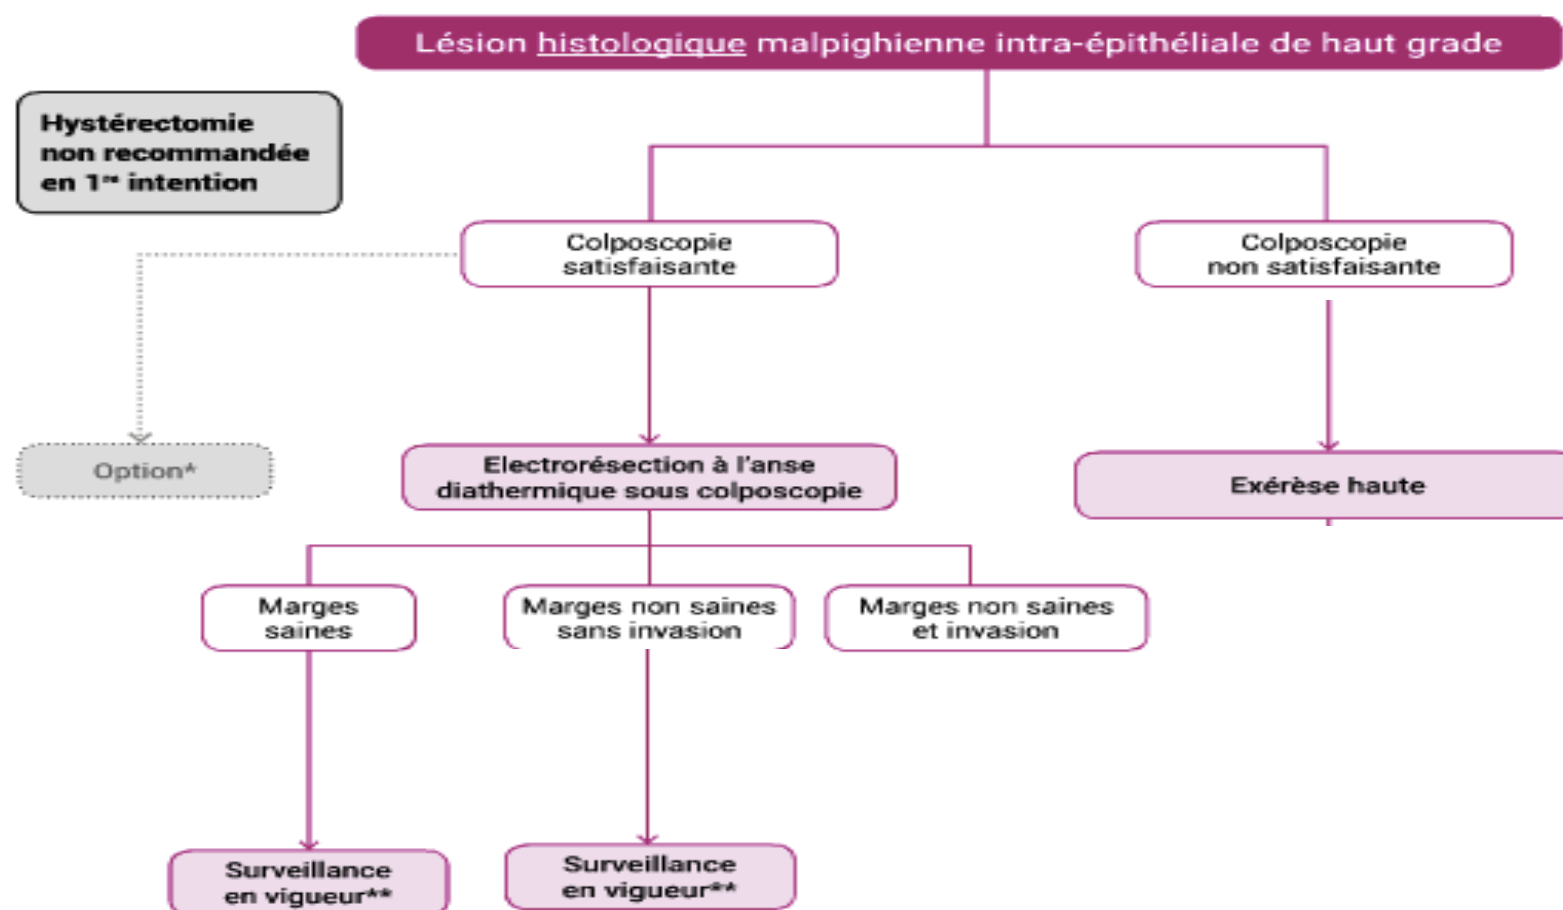 Lésion histologique malpighienne intra-épithéliale de haut grade
Hystérectomie
non recommandée
en 1re intention
Colposcopie
satisfaisante
Colposcopie
non satisfaisante
Option*
Electrorésection à l'anse
diathermique sous colposcopie
Exérèse haute
Marges
saines
Marges non saines
sans invasion
Marges non saines
et invasion
Surveillance
en vigueur**
Surveillance
en vigueur**